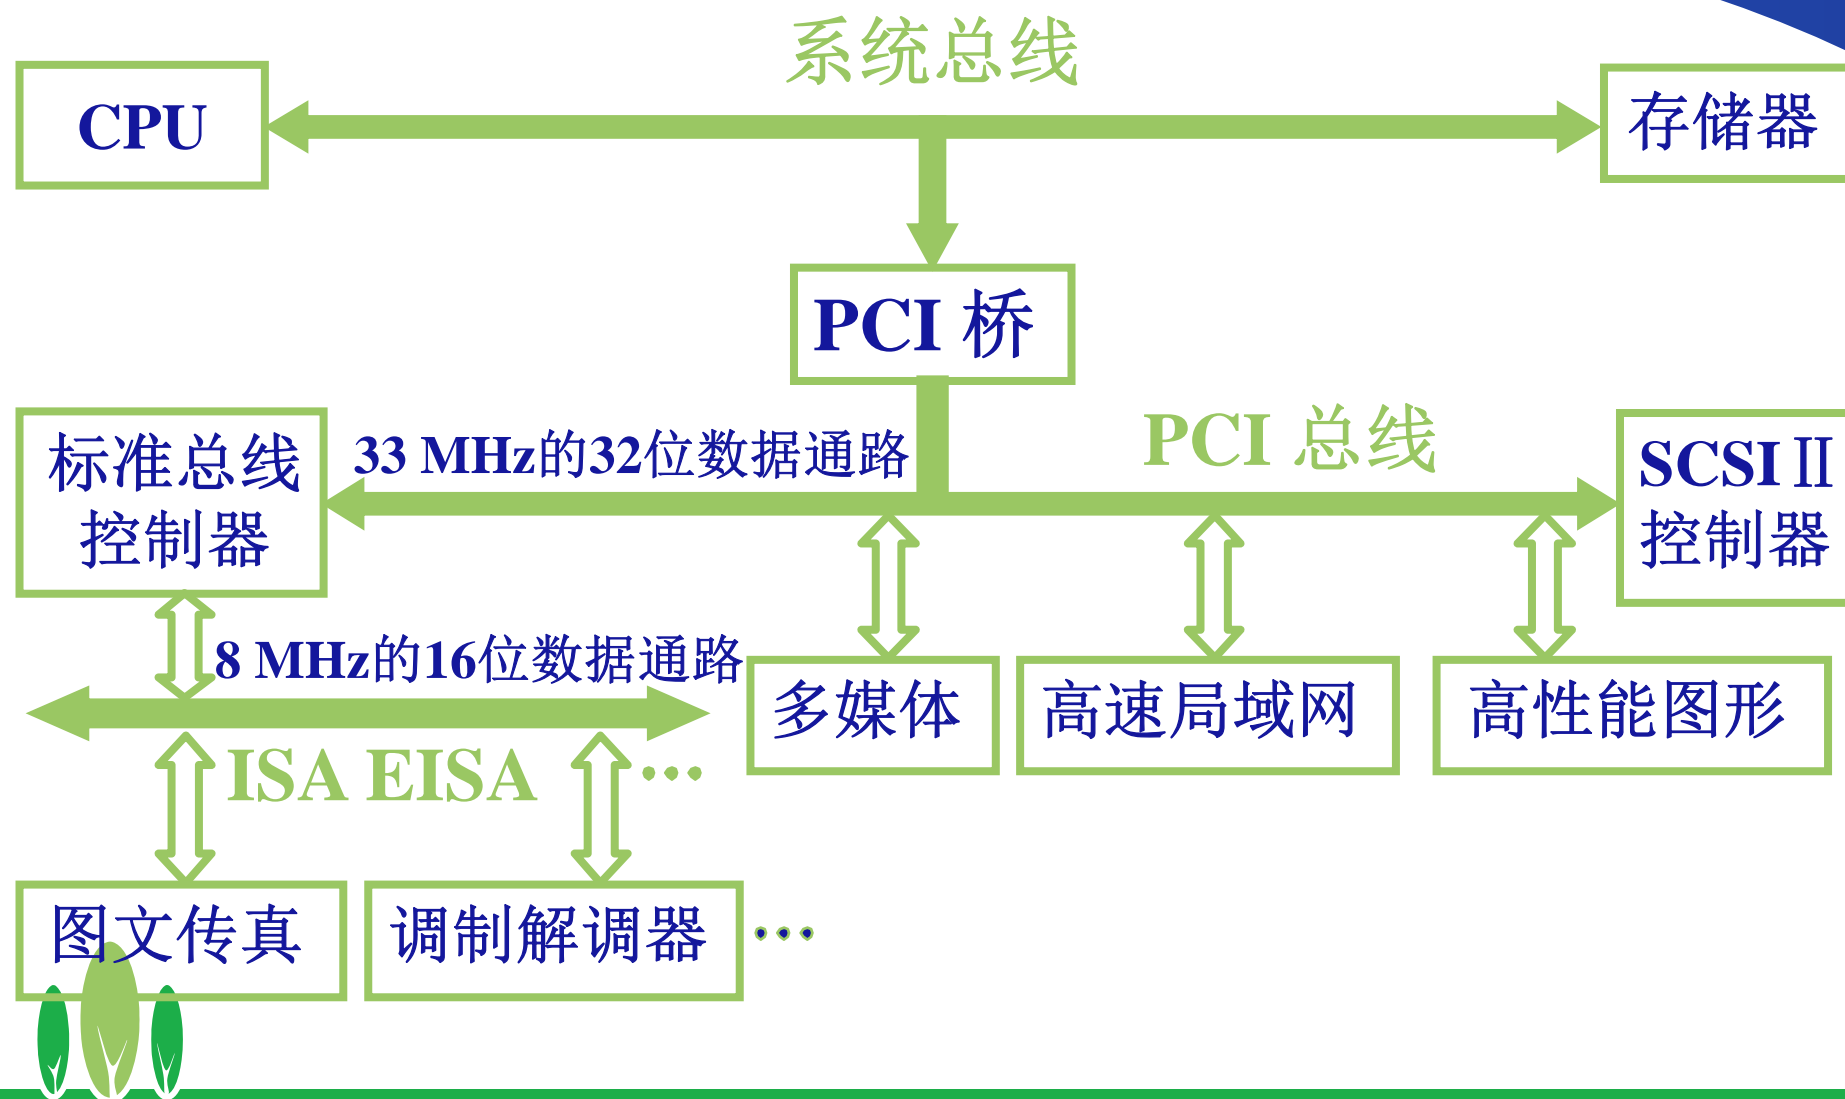 系统总线
CPU
存储器
PCI 桥
PCI 总线
标准总线
控制器
33 MHz的32位数据通路
SCSI Ⅱ
控制器
8 MHz的16位数据通路
多媒体
高速局域网
高性能图形
ISA EISA
…
图文传真
调制解调器
…